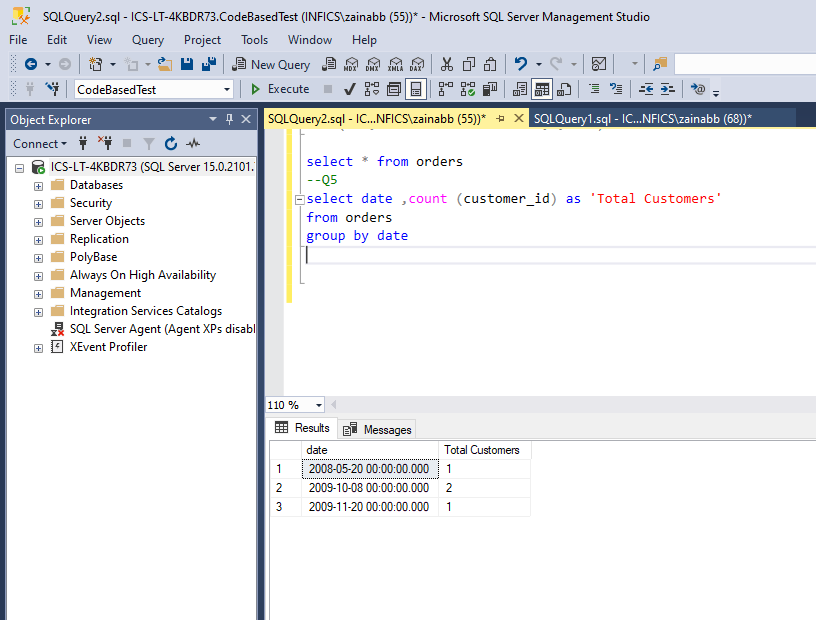 SQLQuery2.sql - ICS-LT-4KBDR73.CodeBasedTest (INFICS\zainabb (55))* - Microsoft SQL Server Management Studio
File Edit View Query Project Tools Window Help
New Query MDX DMX XMLA DAX
CodeBasedTest Execute
Object Explorer
SQLQuery2.sql - IC...NFICS\zainabb (55))* SQLQuery1.sql - IC...NFICS\zainabb (68))*
Connect
ICS-LT-4KBDR73 (SQL Server 15.0.2101.
Databases
Security
Server Objects
Replication
PolyBase
Always On High Availability
Management
Integration Services Catalogs
SQL Server Agent (Agent XPs disabl
XEvent Profiler
select * from orders
--Q5
select date ,count (customer_id) as 'Total Customers'
from orders
group by date
110 %
Results Messages
date Total Customers
1 2008-05-20 00:00:00.000 1
2 2009-10-08 00:00:00.000 2
3 2009-11-20 00:00:00.000 1